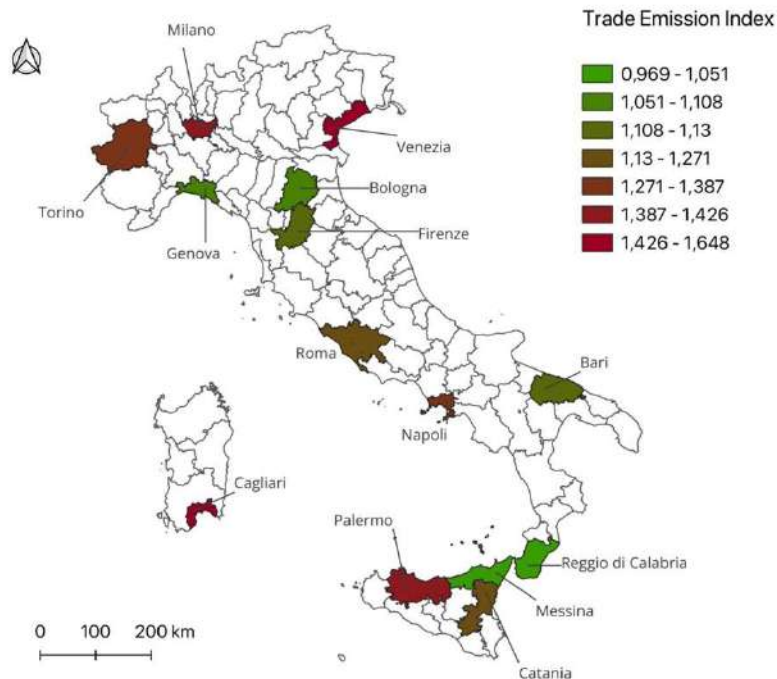 Trade Emission Index
0,969 - 1,051
1,051 - 1,108
1,108 - 1,13
1,13 - 1,271
1,271 - 1,387
1,387 - 1,426
1,426 - 1,648
Milano
Venezia
Torino
Bologna
Genova
Firenze
Roma
Bari
Napoli
Cagliari
Palermo
Reggio di Calabria
Messina
Catania
0 100 200 km